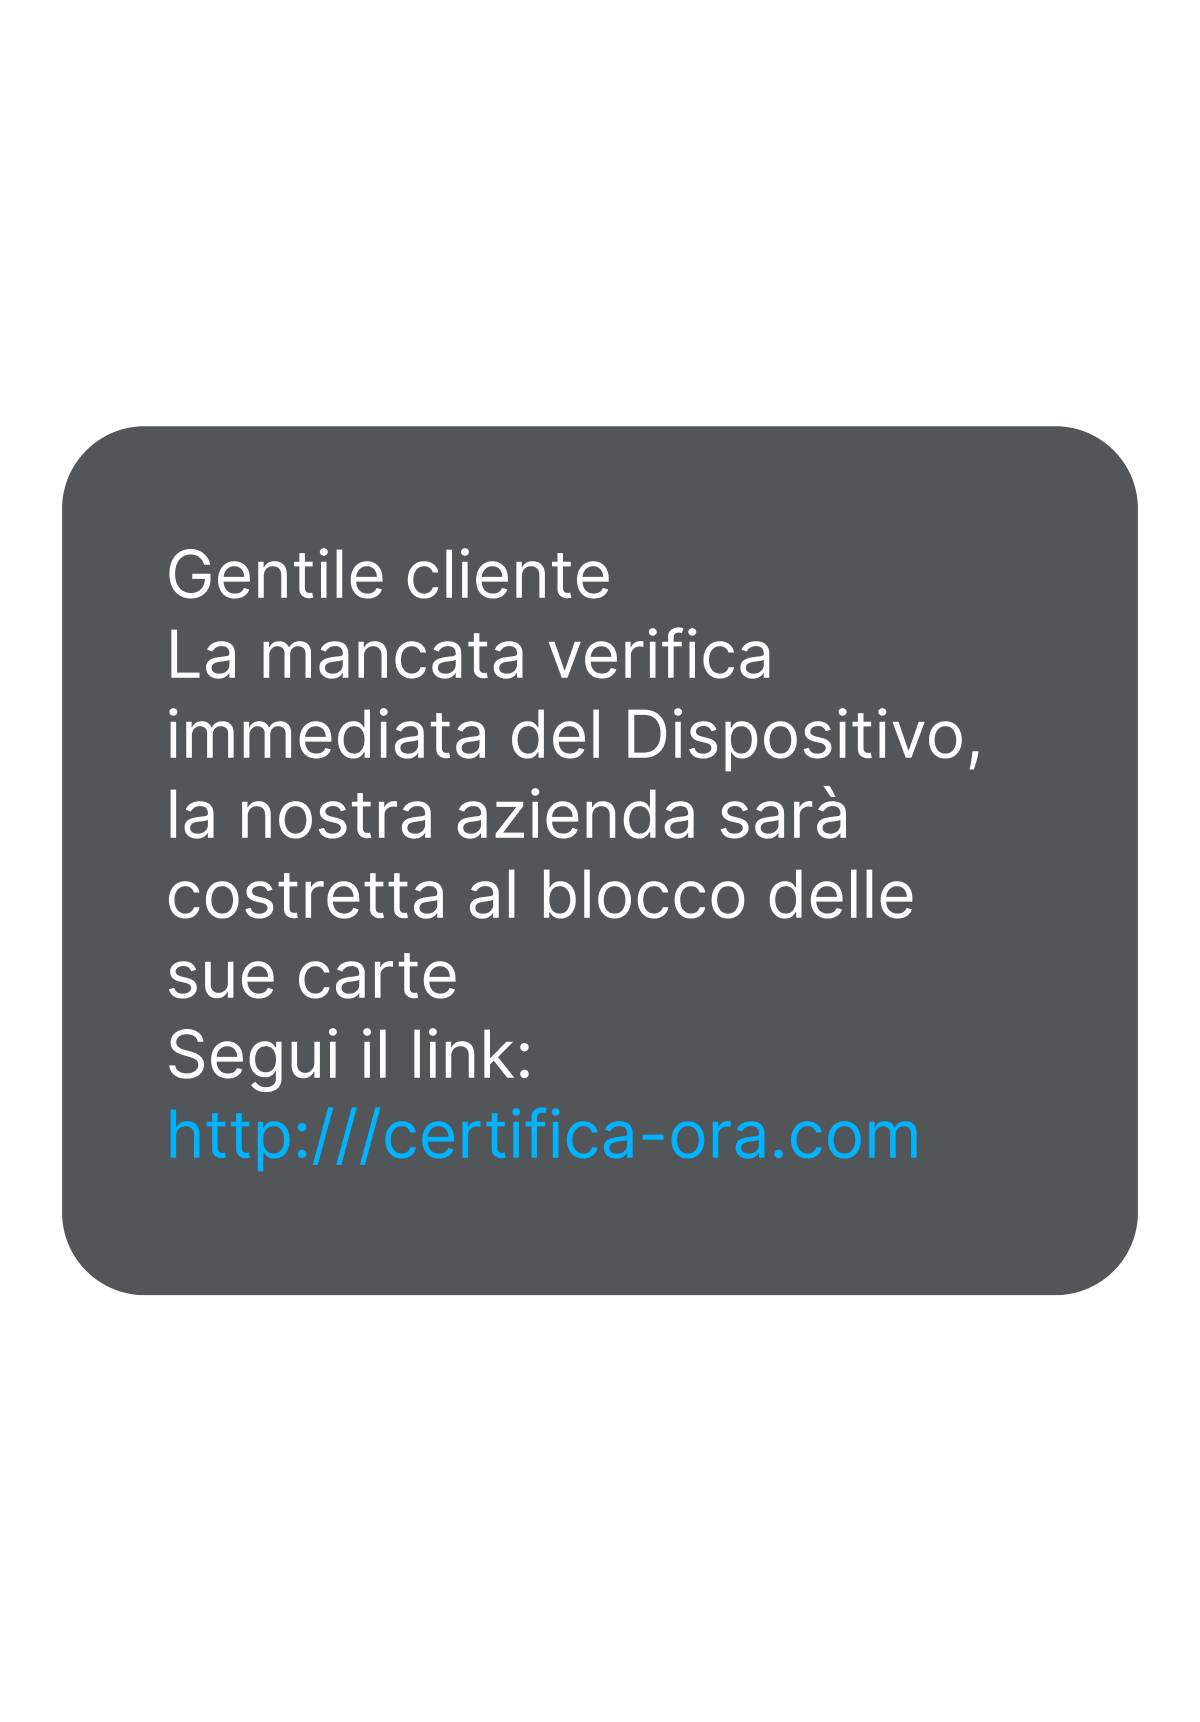 Gentile cliente
La mancata verifica
immediata del Dispositivo,
la nostra azienda sarà
costretta al blocco delle
sue carte
Segui il link:
http:///certifica-ora.com